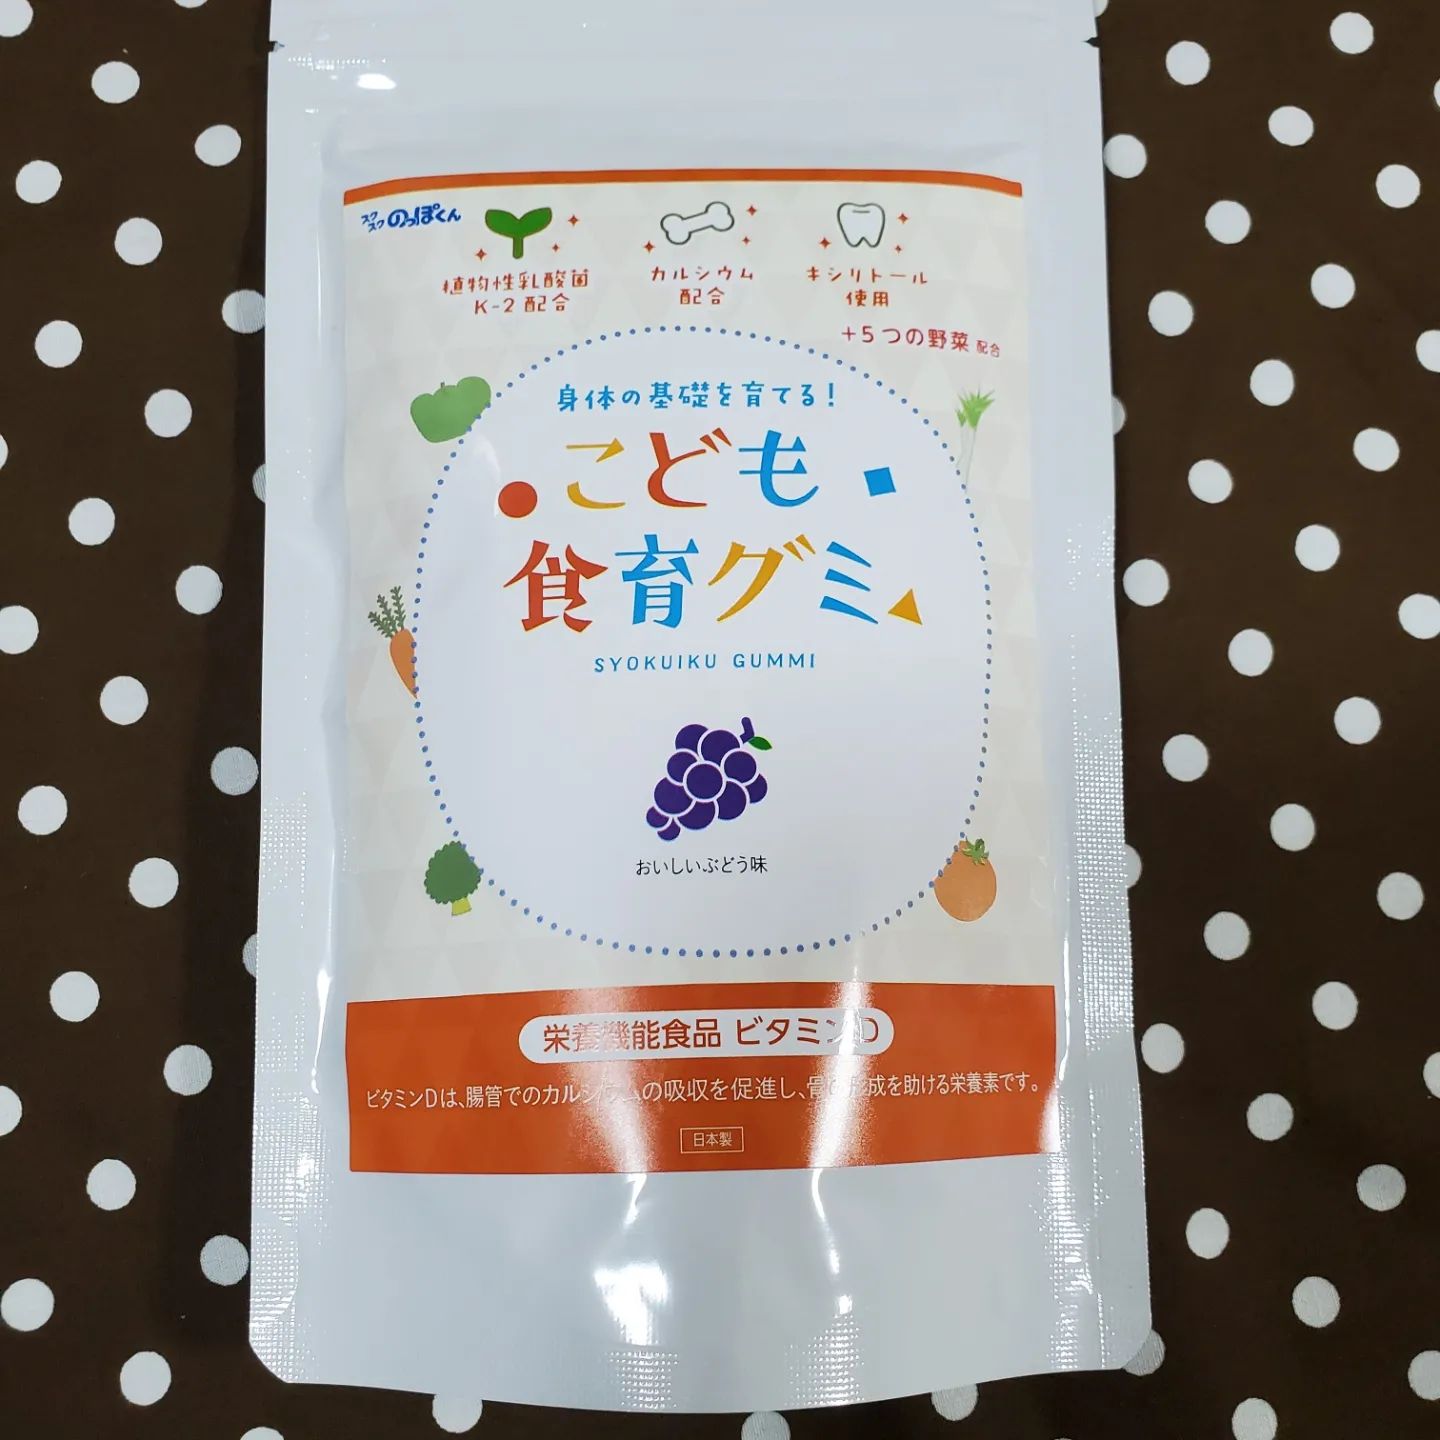 スクスク のっぽくん
植物性乳酸菌
K-2配合
カルシウム
配合
キシリトール
使用
+5つの野菜 配合
身体の基礎を育てる!
こども
食育グミ
SYOKUIKU GUMMI
おいしいぶどう味
栄養機能食品 ビタミンD
ビタミンDは、腸管でのカルシウムの吸収を促進し、骨の形成を助ける栄養素です。
日本製